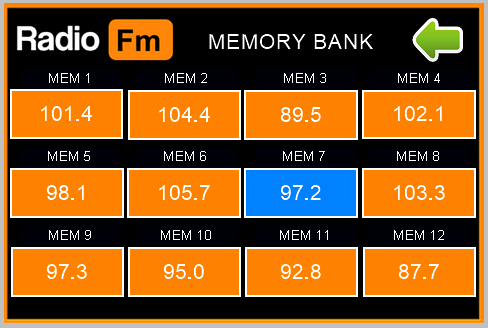 Radio Fm MEMORY BANK
MEM 1 MEM 2 MEM 3 MEM 4
101.4 104.4 89.5 102.1
MEM 5 MEM 6 MEM 7 MEM 8
98.1 105.7 97.2 103.3
MEM 9 MEM 10 MEM 11 MEM 12
97.3 95.0 92.8 87.7